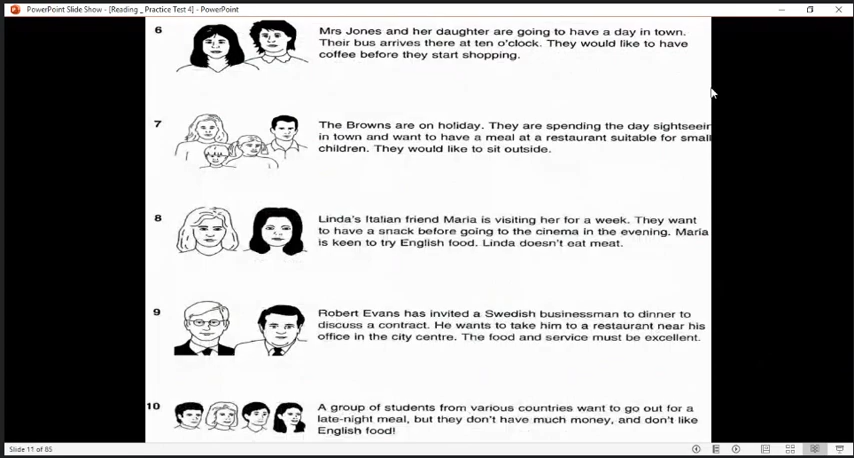 PowerPoint Slide Show - [Reading _ Practice Test 4] - PowerPoint
6
Mrs Jones and her daughter are going to have a day in town.
Their bus arrives there at ten o'clock. They would like to have
coffee before they start shopping.
7
The Browns are on holiday. They are spending the day sightseein
in town and want to have a meal at a restaurant suitable for small
children. They would like to sit outside.
8
Linda's Italian friend Maria is visiting her for a week. They want
to have a snack before going to the cinema in the evening. Maria
is keen to try English food. Linda doesn't eat meat.
9
Robert Evans has invited a Swedish businessman to dinner to
discuss a contract. He wants to take him to a restaurant near his
office in the city centre. The food and service must be excellent.
10
A group of students from various countries want to go out for a
late-night meal, but they don't have much money, and don't like
English food!
Slide 11 of 85